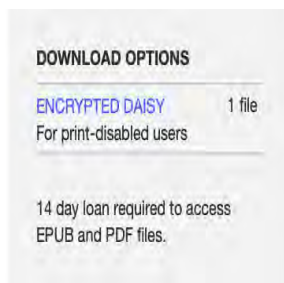 DOWNLOAD OPTIONS
ENCRYPTED DAISY 1 file
For print-disabled users
14 day loan required to access
EPUB and PDF files.